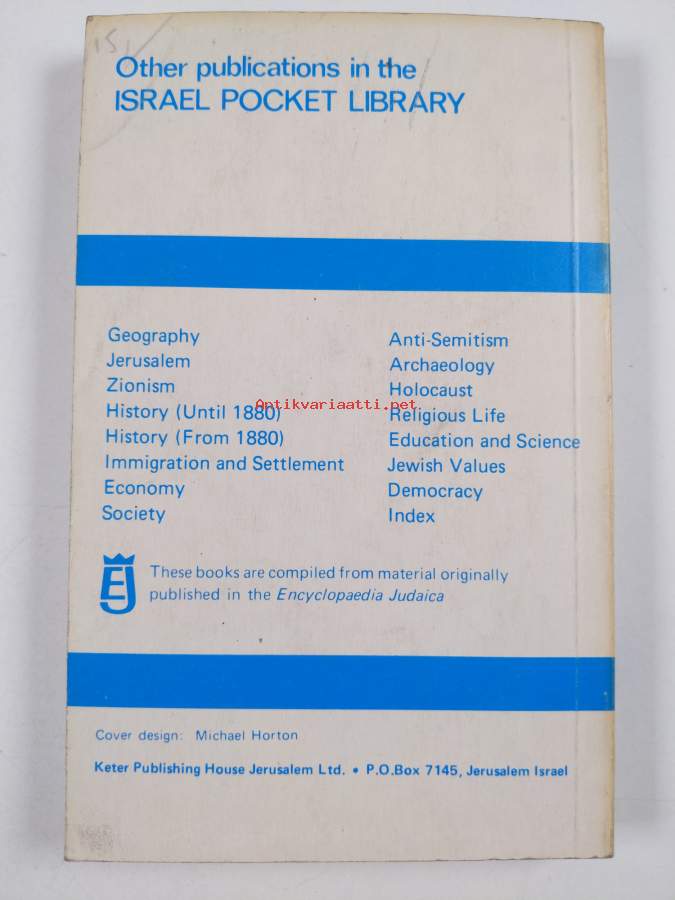 151
Other publications in the
ISRAEL POCKET LIBRARY
Geography
Jerusalem
Zionism
History (Until 1880)
History (From 1880)
Immigration and Settlement
Economy
Society
Anti-Semitism
Archaeology
Holocaust
Religious Life
Education and Science
Jewish Values
Democracy
Index
Antikvariaatti.net
EJ
These books are compiled from material originally
published in the Encyclopaedia Judaica
Cover design: Michael Horton
Keter Publishing House Jerusalem Ltd. • P.O.Box 7145, Jerusalem Israel